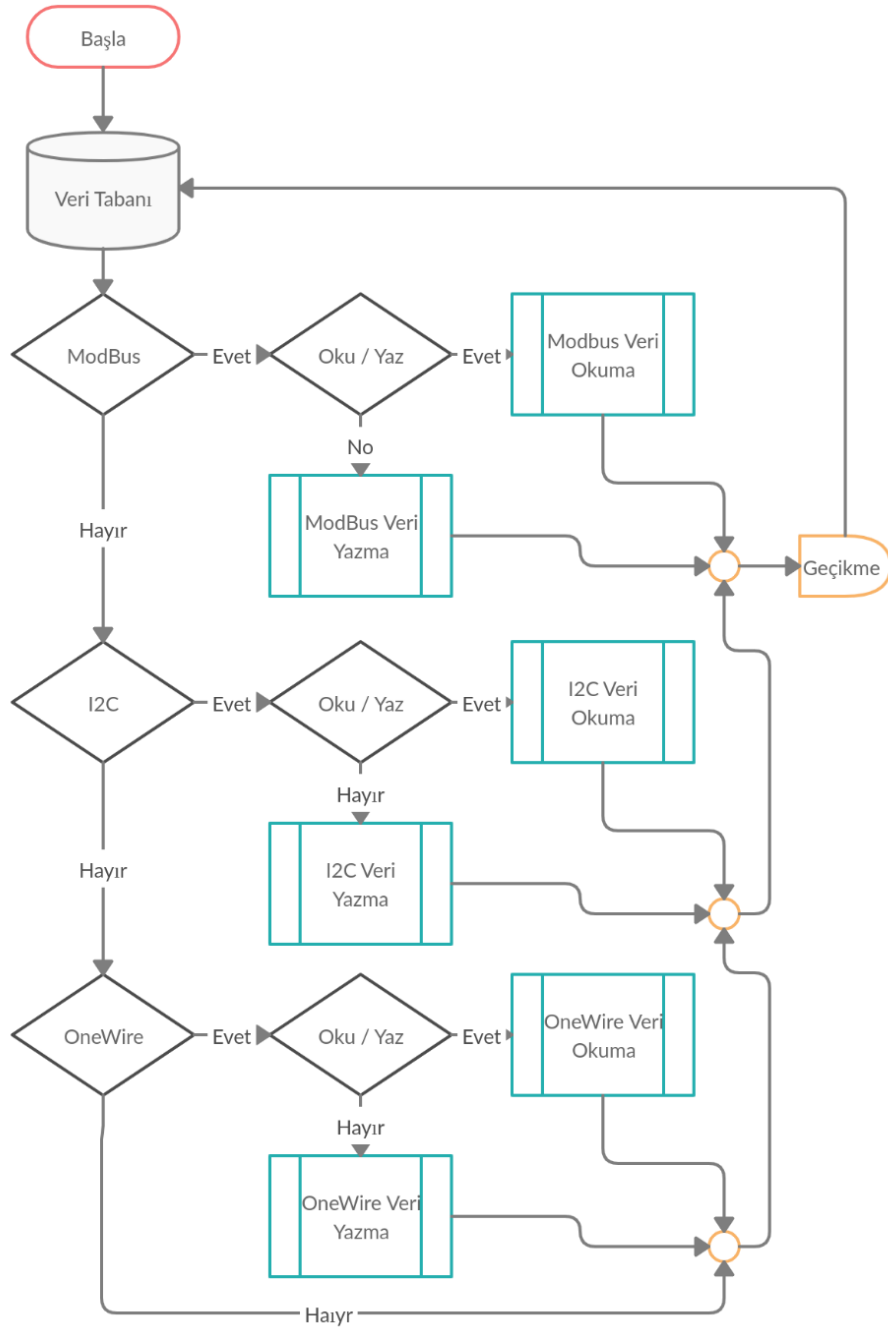 Başla
Veri Tabanı
ModBus
Evet
Oku / Yaz
Evet
Modbus Veri
Okuma
No
Hayır
ModBus Veri
Yazma
Geçikme
I2C
Evet
Oku / Yaz
Evet
I2C Veri
Okuma
Hayır
Hayır
I2C Veri
Yazma
OneWire
Evet
Oku / Yaz
Evet
OneWire Veri
Okuma
Hayır
OneWire Veri
Yazma
Haıyr